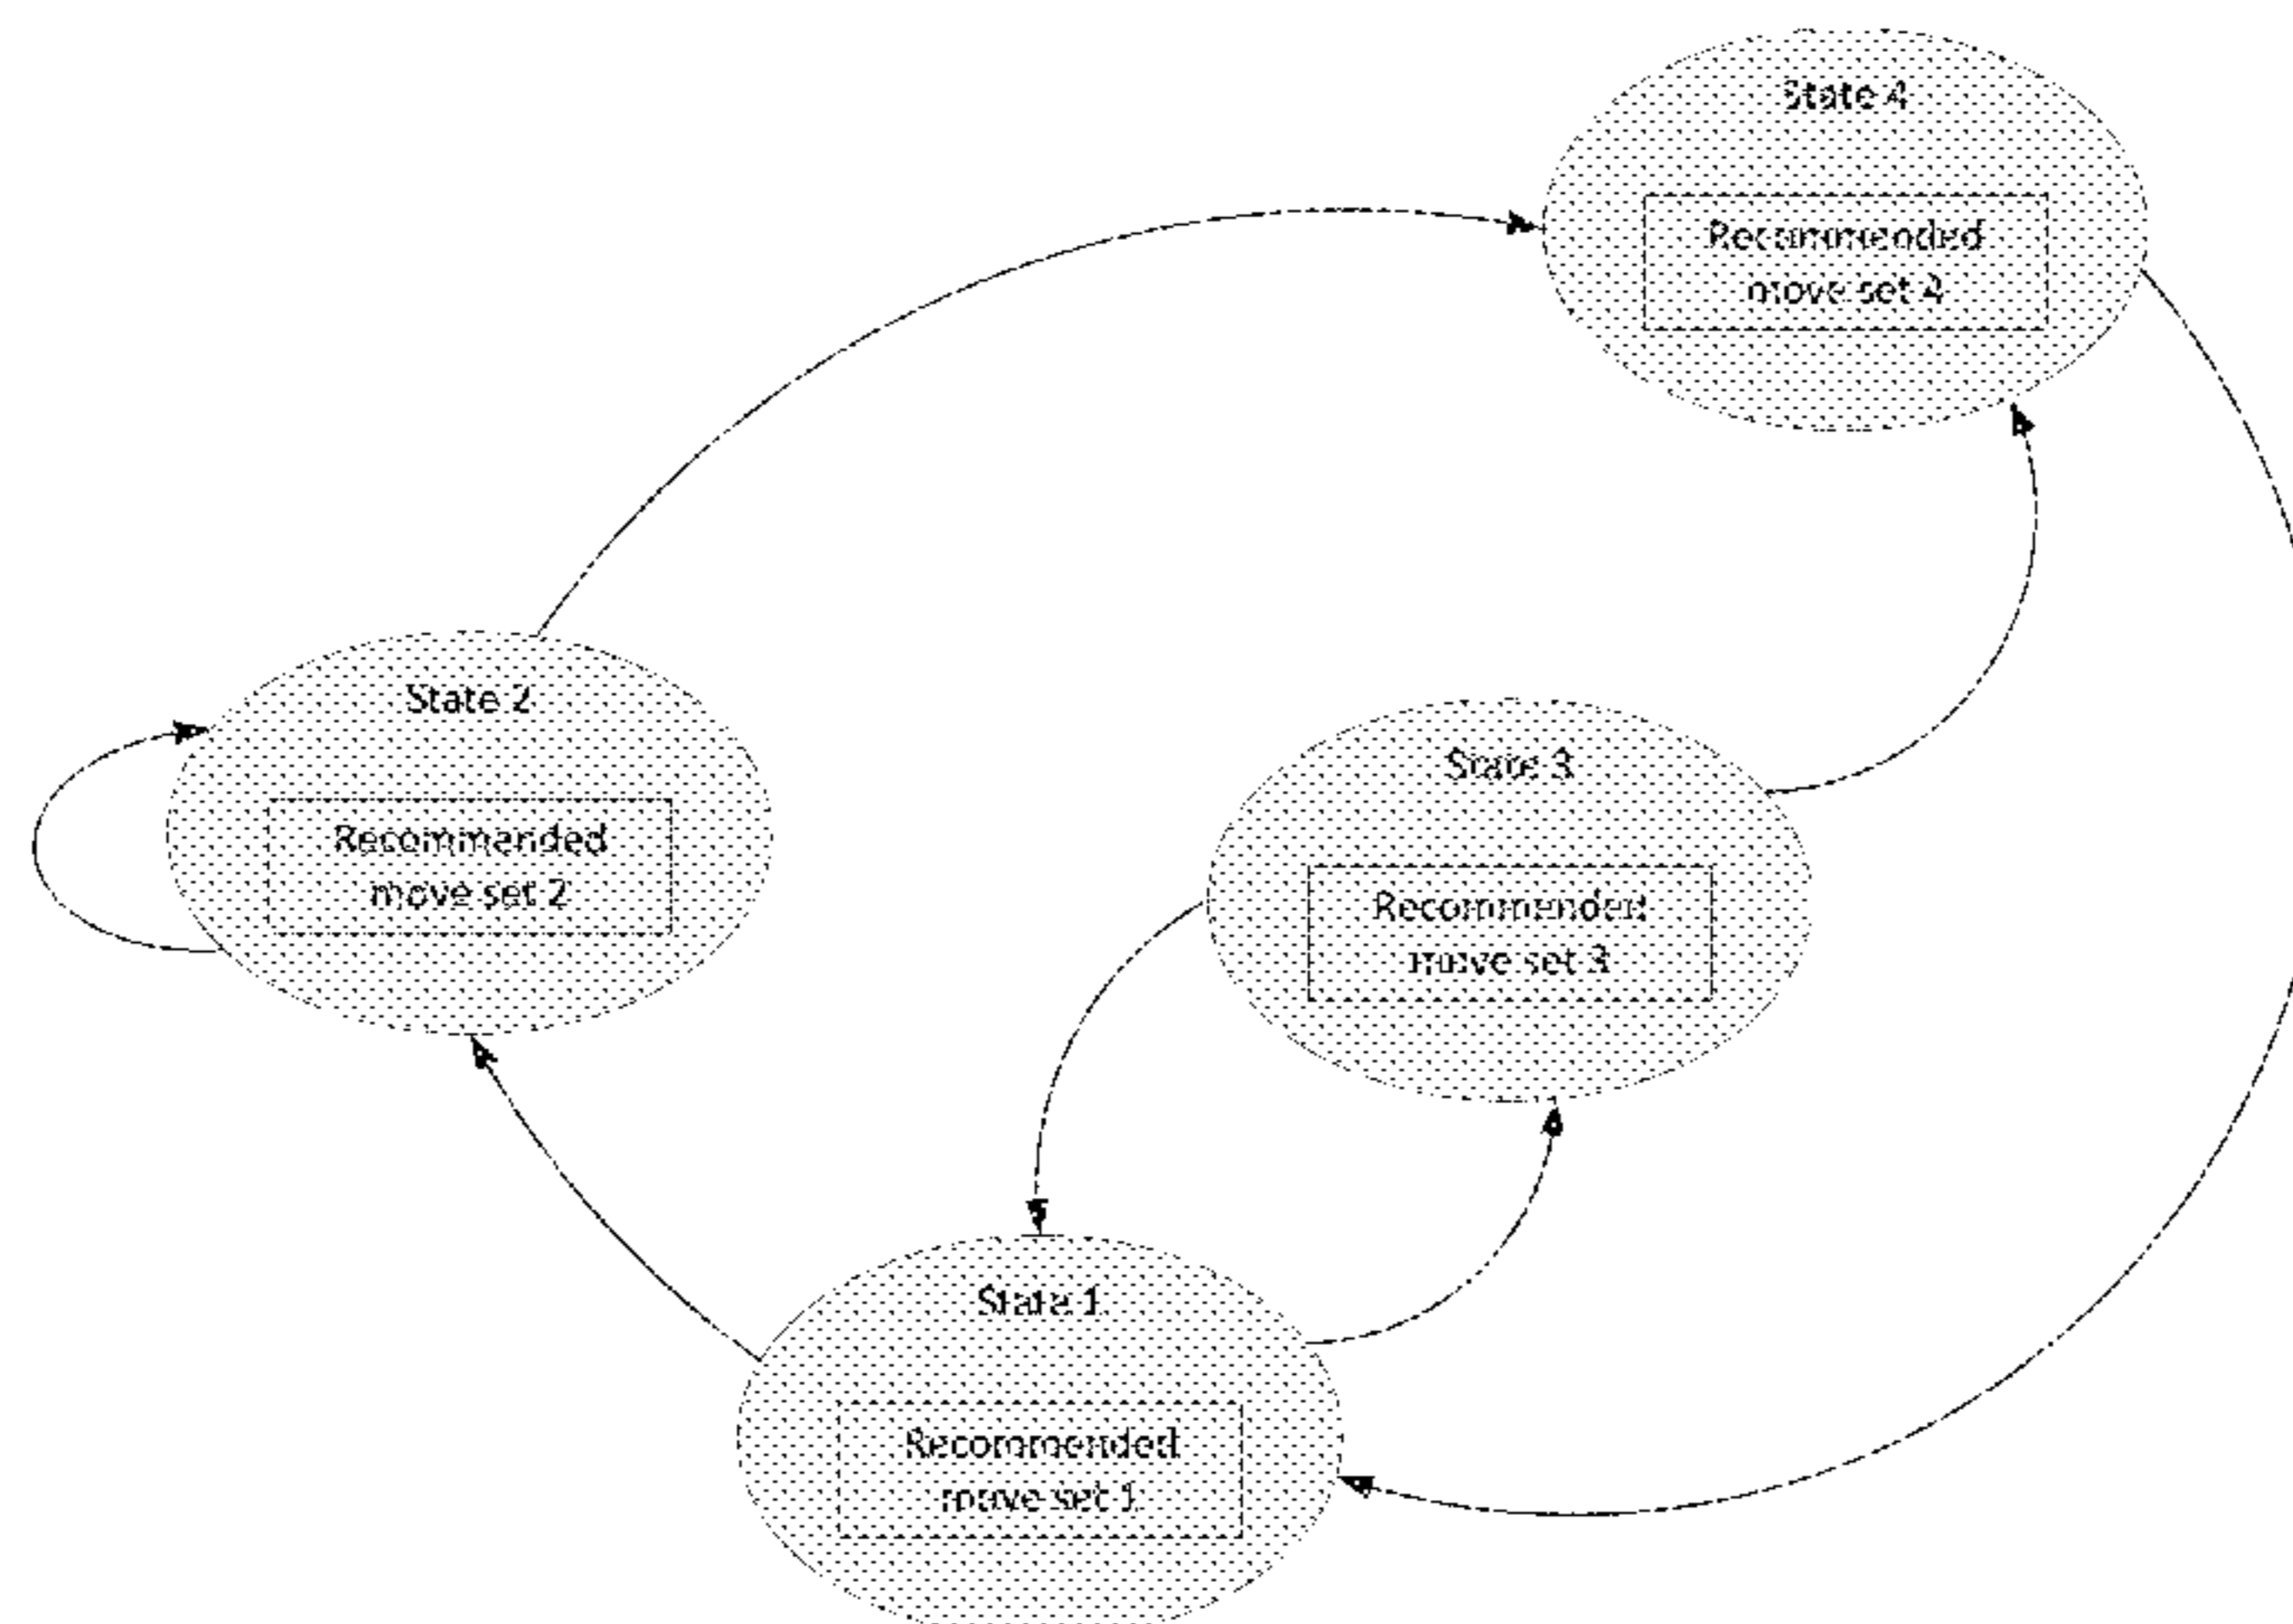 State 4
Recommended
move set 4
State 2
Recommended
move set 2
State 3
Recommended
move set 3
State 1
Recommended
move set 1